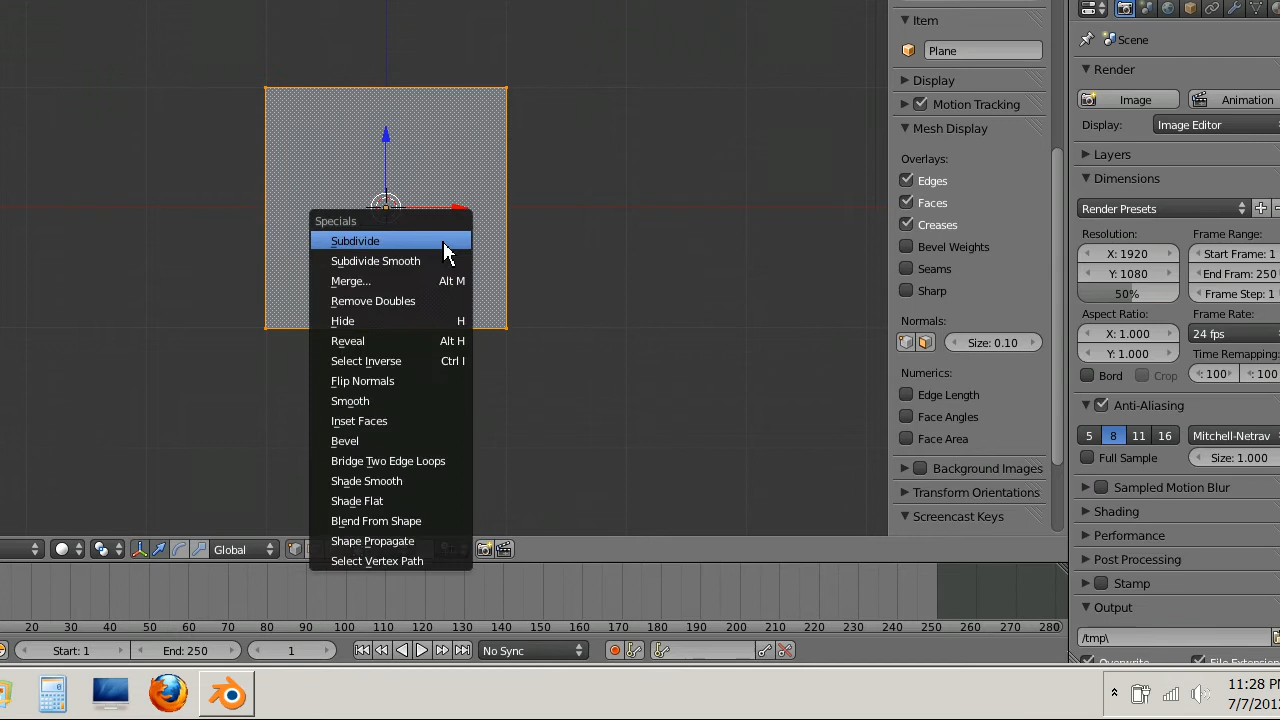 Specials
Subdivide
Subdivide Smooth
Merge... Alt M
Remove Doubles
Hide H
Reveal Alt H
Select Inverse Ctrl I
Flip Normals
Smooth
Inset Faces
Bevel
Bridge Two Edge Loops
Shade Smooth
Shade Flat
Blend From Shape
Shape Propagate
Select Vertex Path
Global
Item
Plane
Display
Motion Tracking
Mesh Display
Overlays:
Edges
Faces
Creases
Bevel Weights
Seams
Sharp
Normals:
Size: 0.10
Numerics:
Edge Length
Face Angles
Face Area
Background Images
Transform Orientations
Screencast Keys
Scene
Render
Image Animation
Display: Image Editor
Layers
Dimensions
Render Presets
Resolution: Frame Range:
X: 1920 Start Frame: 1
Y: 1080 End Fram: 250
50% Frame Step: 1
Aspect Ratio: Frame Rate:
X: 1.000 24 fps
Y: 1.000 Time Remapping:
Bord Crop 100 100
Anti-Aliasing
5 8 11 16 Mitchell-Netrav
Full Sample Size: 1.000
Sampled Motion Blur
Shading
Performance
Post Processing
Stamp
Output
/tmp\
Overwrite File Extension
20 30 40 50 60 70 80 90 100 110 120 130 140 150 160 170 180 190 200 210 220 230 240 250 260 270 280
Start: 1 End: 250 1 No Sync
11:28 PM
7/7/201